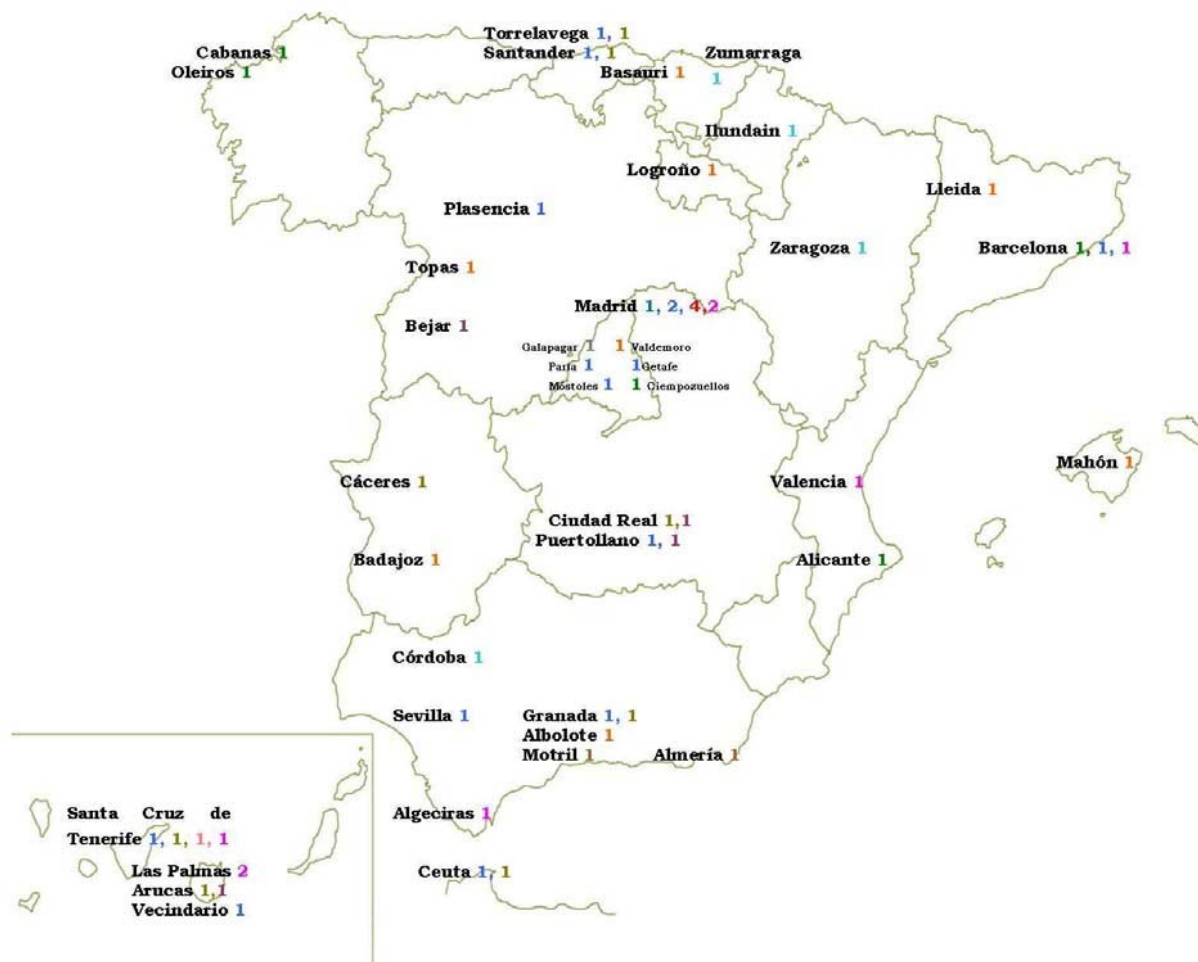 Torrelavega 1, 1
Cabanas 1
Santander 1, 1
Zumarraga
Oleiros 1
Basauri 1
1
Ilundain 1
Logroño 1
Lleida 1
Plasencia 1
Zaragoza 1
Barcelona 1, 1, 1
Topas 1
Madrid 1, 2, 4,2
Bejar 1
Galapagar 1
1 Valdemoro
Parla 1
1 Getafe
Móstoles 1
1 Ciempozuellos
Mahón 1
Cáceres 1
Valencia 1
Ciudad Real 1,1
Puertollano 1, 1
Badajoz 1
Alicante 1
Córdoba 1
Sevilla 1
Granada 1, 1
Albolote 1
Motril 1
Almería 1
Algeciras 1
Santa Cruz de
Tenerife 1, 1, 1, 1
Las Palmas 2
Arucas 1,1
Vecindario 1
Ceuta 1, 1